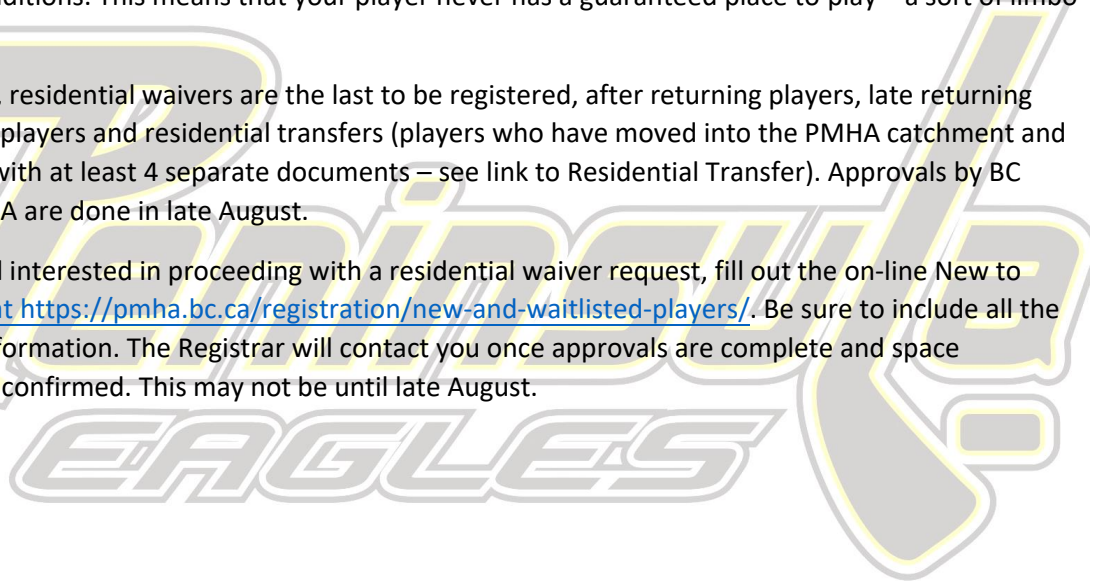 ditions. This means that your player never has a guaranteed place to play – a sort of limbo
, residential waivers are the last to be registered, after returning players, late returning
players and residential transfers (players who have moved into the PMHA catchment and
with at least 4 separate documents – see link to Residential Transfer). Approvals by BC
A are done in late August.
l interested in proceeding with a residential waiver request, fill out the on-line New to
at https://pmha.bc.ca/registration/new-and-waitlisted-players/. Be sure to include all the
formation. The Registrar will contact you once approvals are complete and space
confirmed. This may not be until late August.
Peninsula
EAGLES